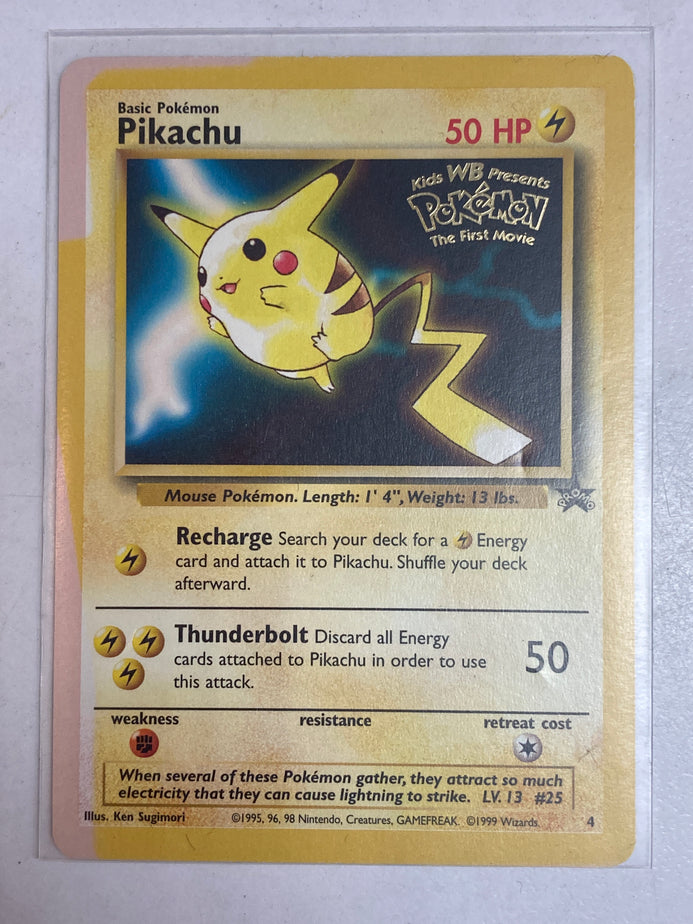 Basic Pokémon
Pikachu
50 HP
Kids WB Presents
POKéMON
The First Movie
Mouse Pokémon. Length: 1' 4", Weight: 13 lbs.
PROMO
Recharge Search your deck for a Energy
card and attach it to Pikachu. Shuffle your deck
afterward.
Thunderbolt Discard all Energy
cards attached to Pikachu in order to use
this attack.
50
weakness
resistance
retreat cost
When several of these Pokémon gather, they attract so much
electricity that they can cause lightning to strike. LV. 13 #25
Illus. Ken Sugimori
©1995, 96, 98 Nintendo, Creatures, GAMEFREAK. ©1999 Wizards.
4